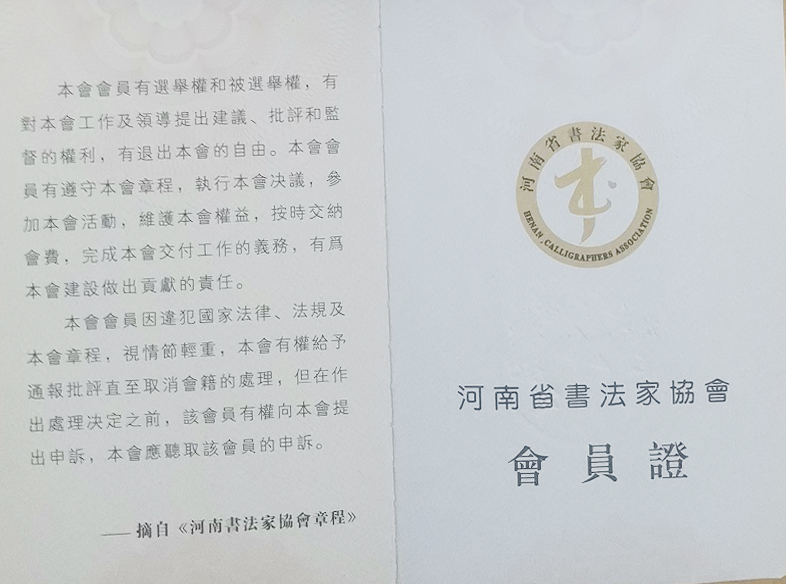 本會會員有選舉權和被選舉權，有
對本會工作及領導提出建議、批評和監
督的權利，有退出本會的自由。本會會
員有遵守本會章程，執行本會決議，參
加本會活動，維護本會權益，按時交納
會費，完成本會交付工作的義務，有爲
本會建設做出貢獻的責任。
本會會員因違犯國家法律、法規及
本會章程，視情節輕重，本會有權給予
通報批評直至取消會籍的處理，但在作
出處理決定之前，該會員有權向本會提
出申訴，本會應聽取該會員的申訴。
——摘自《河南書法家協會章程》
河南省書法家協會
书
HENAN CALLIGRAPHERS ASSOCIATION
河南省書法家協會
會員證